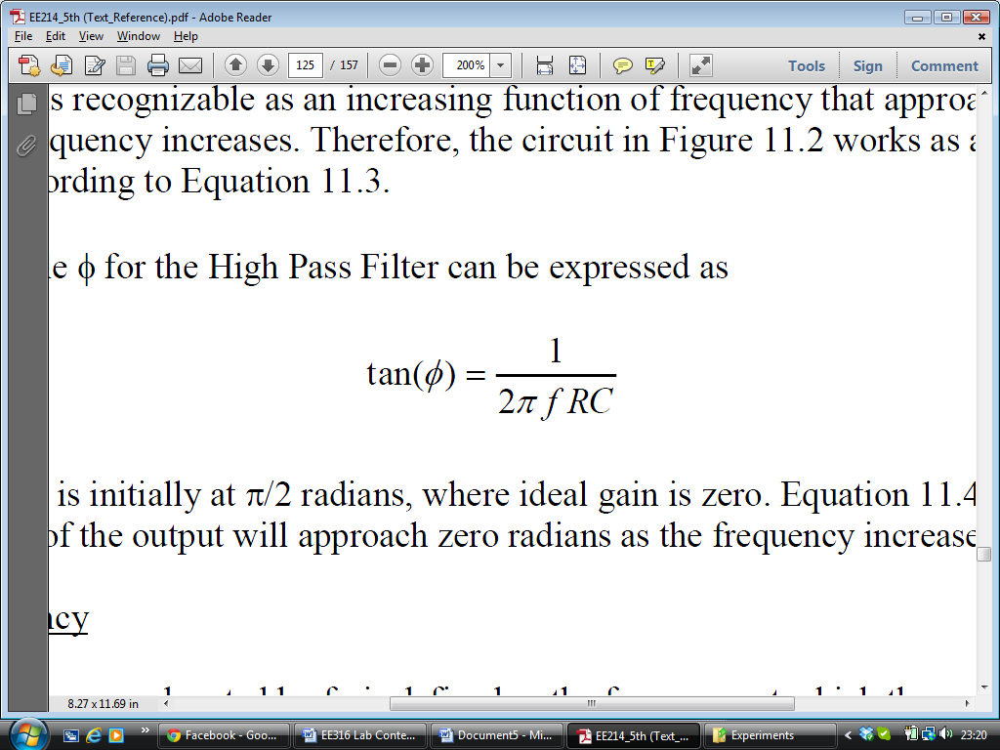 EE214_5th (Text_Reference).pdf - Adobe Reader
File Edit View Window Help
125 / 157 200% Tools Sign Comment
s recognizable as an increasing function of frequency that approa
quency increases. Therefore, the circuit in Figure 11.2 works as a
ording to Equation 11.3.
e ϕ for the High Pass Filter can be expressed as
tan(ϕ) = 1 / 2π f RC
is initially at π/2 radians, where ideal gain is zero. Equation 11.4
of the output will approach zero radians as the frequency increase
ncy
8.27 x 11.69 in
Facebook - Goo... EE316 Lab Conte... Document5 - Mi... EE214_5th (Text_... Experiments 23:20